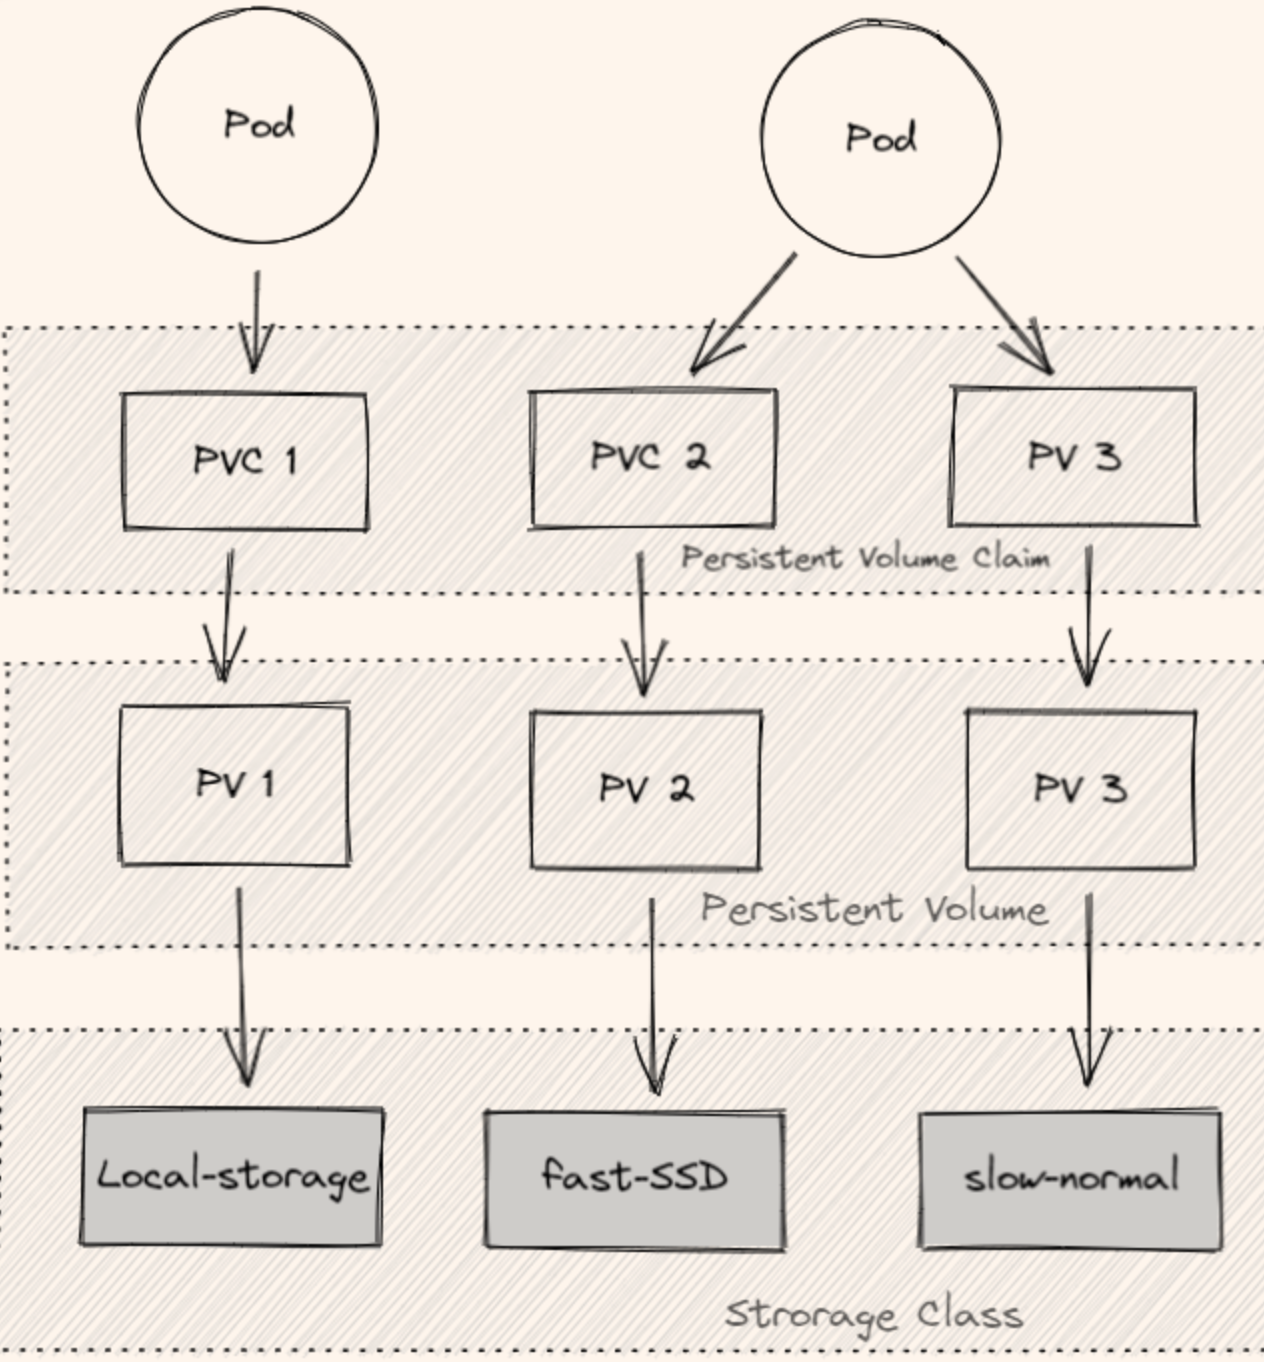 Pod
Pod
PVC 1
PVC 2
PV 3
Persistent Volume Claim
PV 1
PV 2
PV 3
Persistent Volume
Local-storage
fast-SSD
slow-normal
Strorage Class